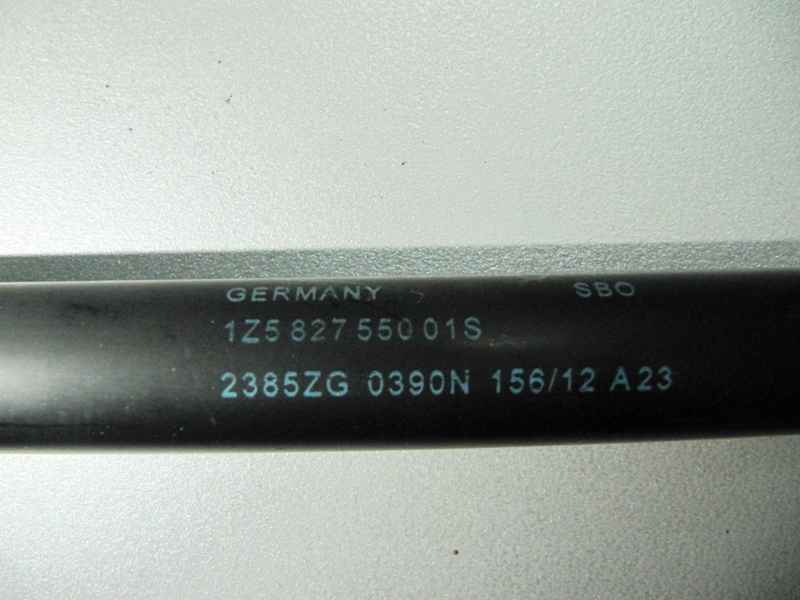 GERMANY SBO
1Z5 827 550 01S
2385ZG 0390N 156/12 A23